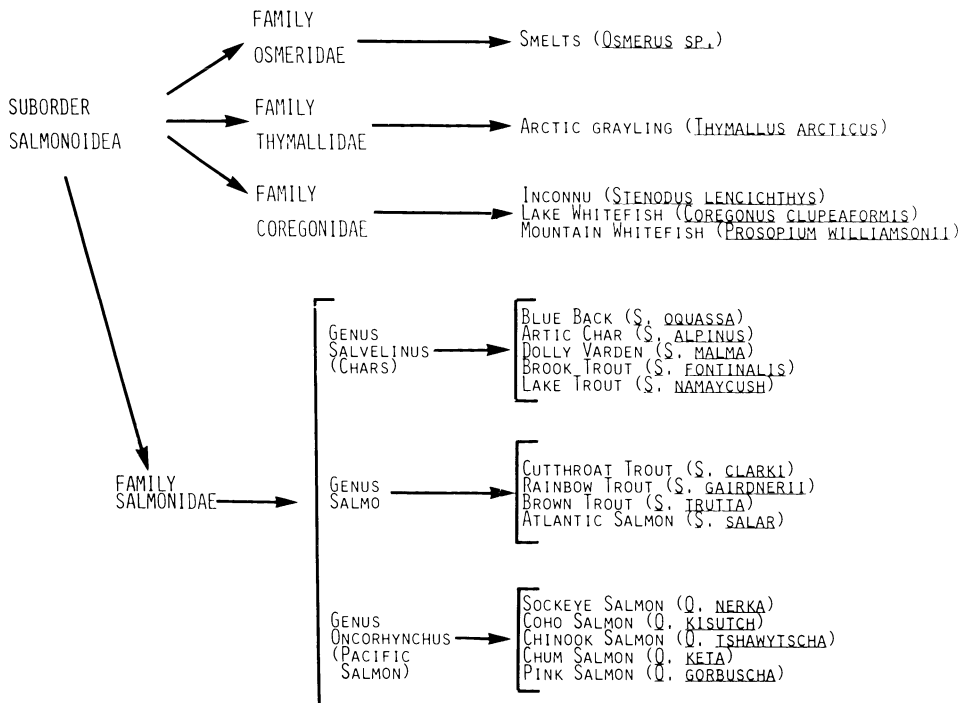 FAMILY
OSMERIDAE
SMELTS (OSMERUS SP.)
SUBORDER
SALMONOIDEA
FAMILY
THYMALLIDAE
ARCTIC GRAYLING (THYMALLUS ARCTICUS)
FAMILY
COREGONIDAE
INCONNU (STENODUS LENCICHTHYS)
LAKE WHITEFISH (COREGONUS CLUPEAFORMIS)
MOUNTAIN WHITEFISH (PROSOPIUM WILLIAMSONII)
FAMILY
SALMONIDAE
GENUS
SALVELINUS
(CHARS)
BLUE BACK (S. OQUASSA)
ARTIC CHAR (S. ALPINUS)
DOLLY VARDEN (S. MALMA)
BROOK TROUT (S. FONTINALIS)
LAKE TROUT (S. NAMAYCUSH)
GENUS
SALMO
CUTTHROAT TROUT (S. CLARKI)
RAINBOW TROUT (S. GAIRDNERII)
BROWN TROUT (S. TRUTTA)
ATLANTIC SALMON (S. SALAR)
GENUS
ONCORHYNCHUS
(PACIFIC
SALMON)
SOCKEYE SALMON (O. NERKA)
COHO SALMON (O. KISUTCH)
CHINOOK SALMON (O. TSHAWYTSCHA)
CHUM SALMON (O. KETA)
PINK SALMON (O. GORBUSCHA)